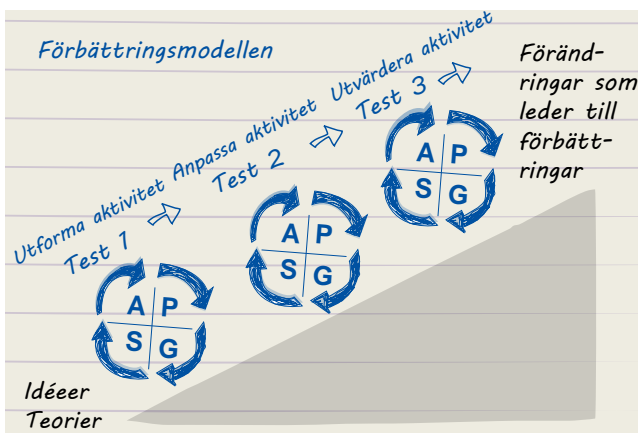 Förbättringsmodellen
Utforma aktivitet
Test 1
Anpassa aktivitet
Test 2
Utvärdera aktivitet
Test 3
Föränd-
ringar som
leder till
förbätt-
ringar
A P
S G
A P
S G
A P
S G
Idéeer
Teorier